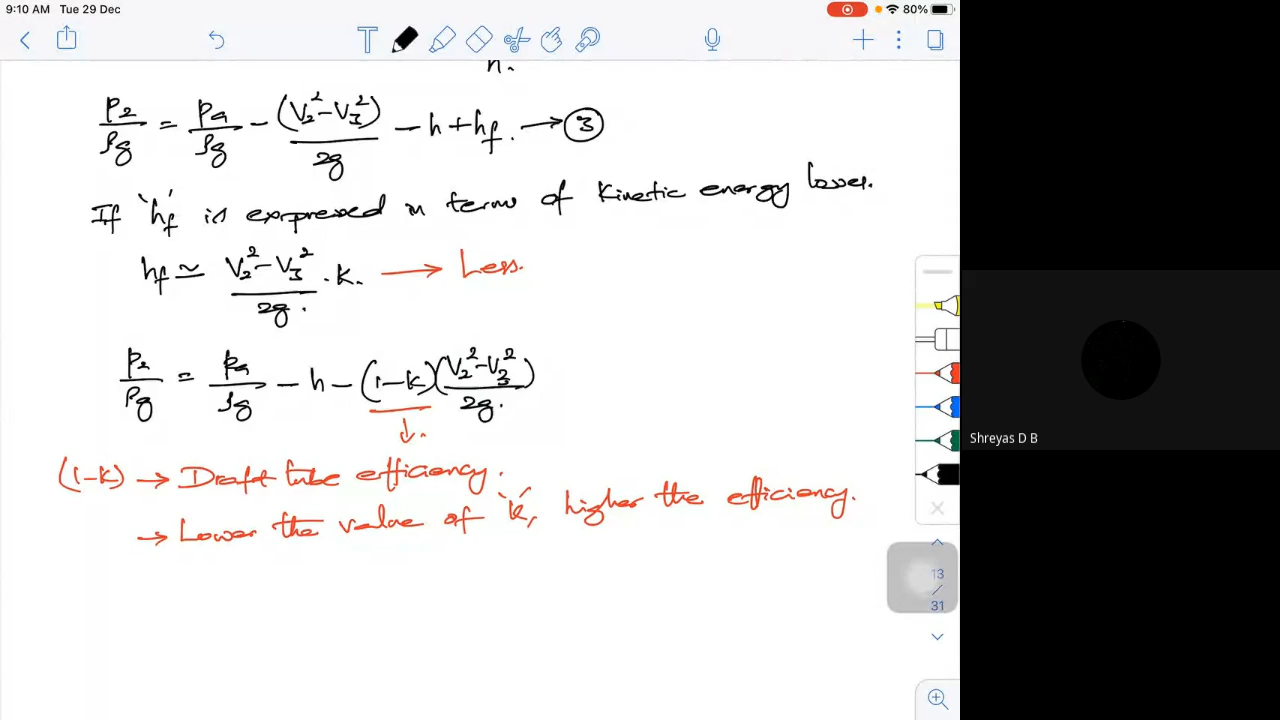 9:10 AM Tue 29 Dec 80%
h.
p₂/ρg = pₐ/ρg − (V₂² − V₃²)/2g − h + hf. → ③
If 'hf' is expressed in terms of Kinetic energy losses.
hf ≃ (V₂² − V₃²)/2g · K. → Less.
p₂/ρg = pₐ/ρg − h − (1−K)(V₂² − V₃²)/2g.
(1−K) → Draft tube efficiency.
→ Lower the value of 'K', higher the efficiency.
Shreyas D B
13
/
31